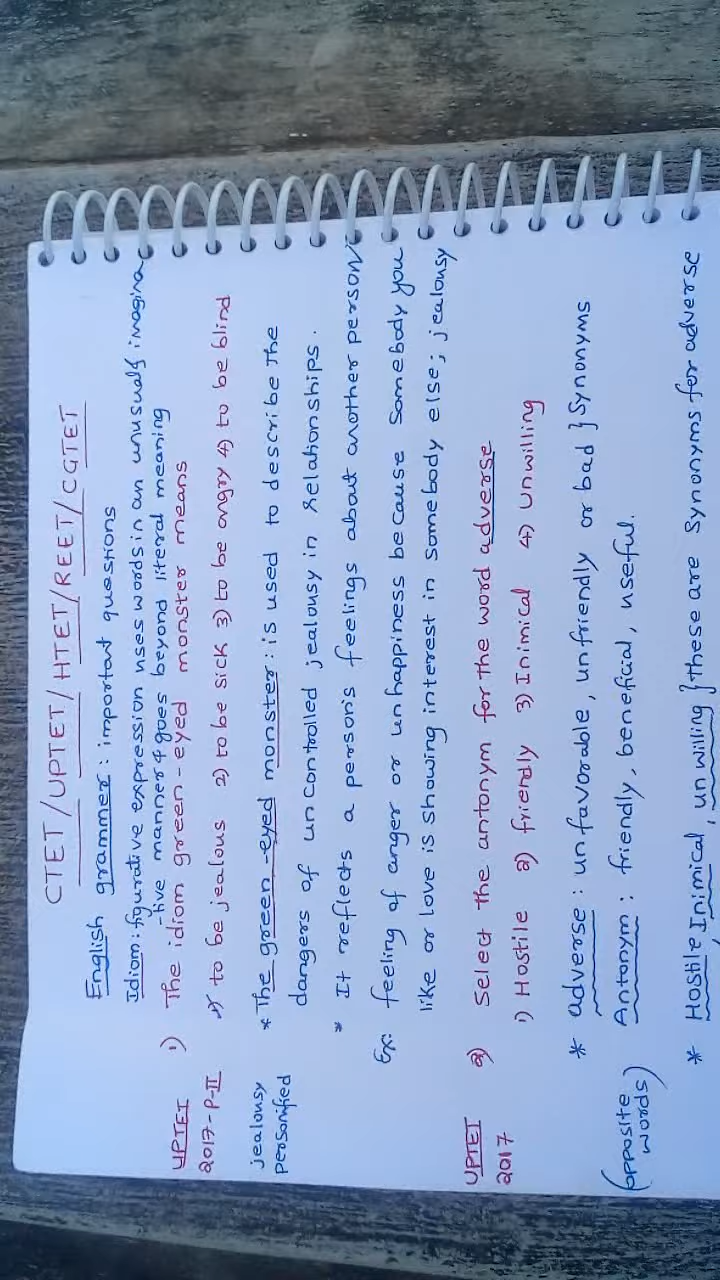 CTET/UPTET/HTET/REET/CGTET
English grammer : important questions
Idiom : figurative expression uses words in an unusual/ imagina
-tive manner & goes beyond literal meaning
UPTET 2017-P-II
1) The idiom green-eyed monster means
1) to be jealous 2) to be sick 3) to be angry 4) to be blind
jealousy personified
* The green-eyed monster : is used to describe the
dangers of uncontrolled jealousy in relationships.
* It reflects a person's feelings about another person
Ex: feeling of anger or unhappiness because somebody you
like or love is showing interest in somebody else; jealousy
UPTET 2017
2) Select the antonym for the word adverse
1) Hostile 2) friendly 3) Inimical 4) Unwilling
* adverse : unfavorable, unfriendly or bad } Synonyms
(opposite words)
Antonym : friendly, beneficial, useful.
* Hostile, Inimical, unwilling } these are Synonyms for adverse